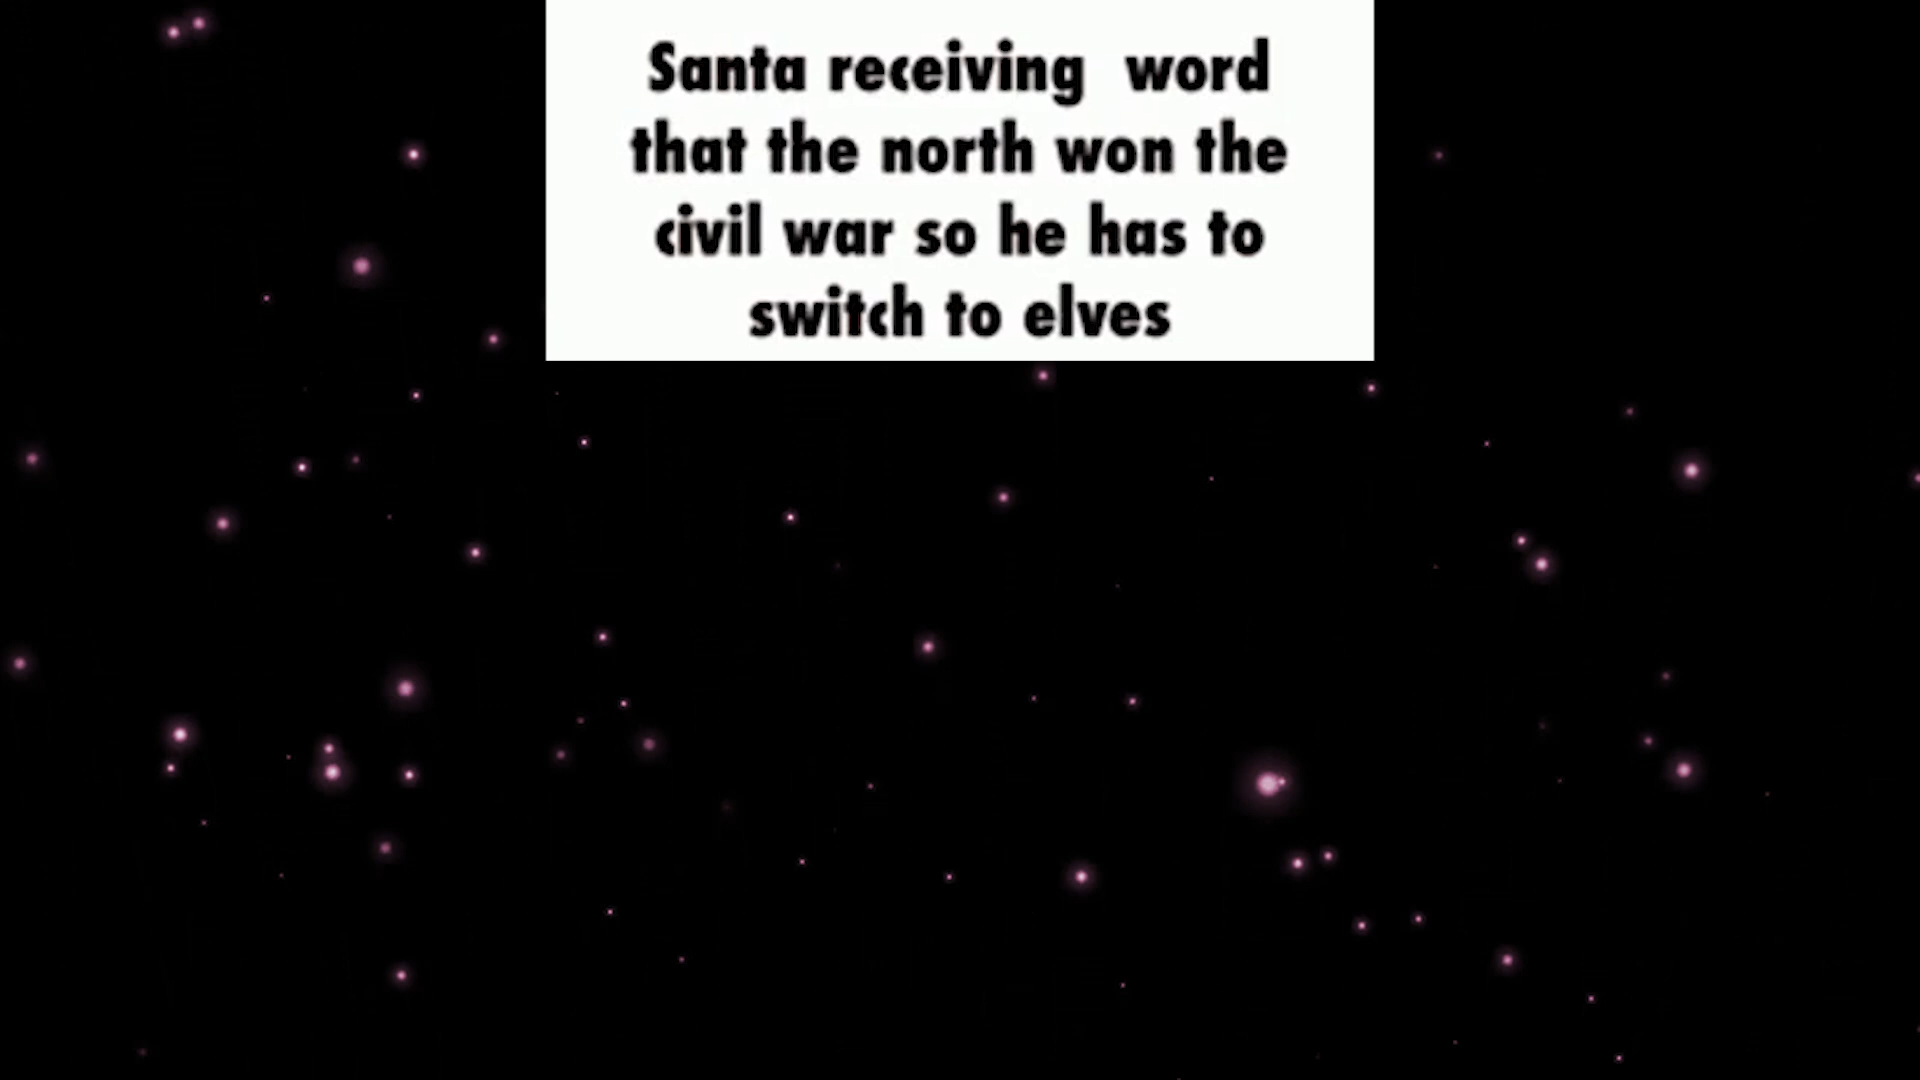 Santa receiving  word
that the north won the
civil war so he has to
switch to elves